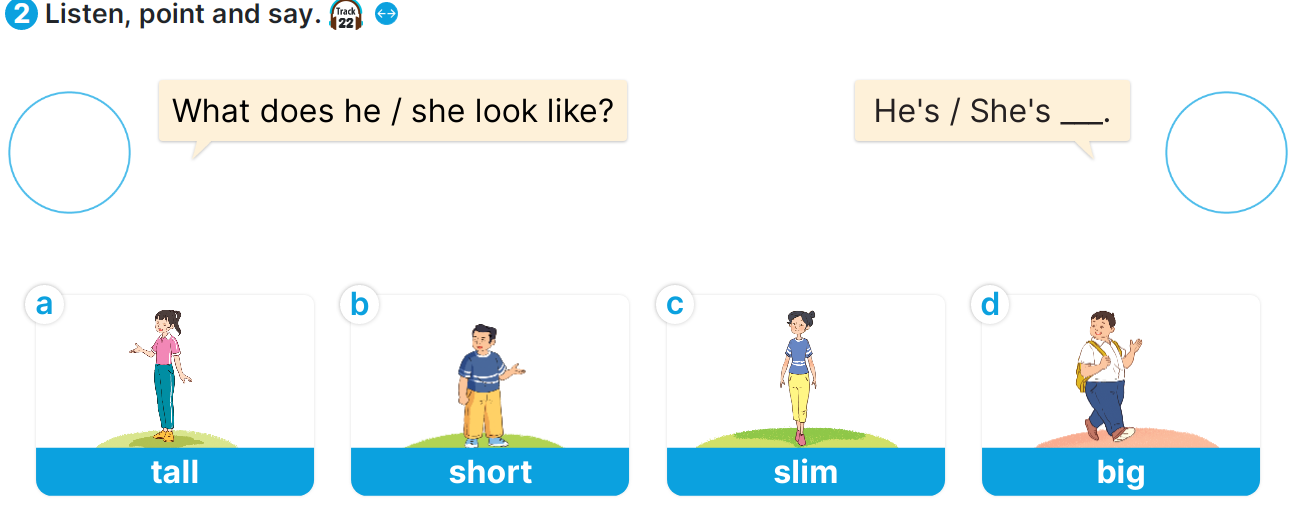 2 Listen, point and say. Track 22
What does he / she look like?
He's / She's ___.
a
tall
b
short
c
slim
d
big